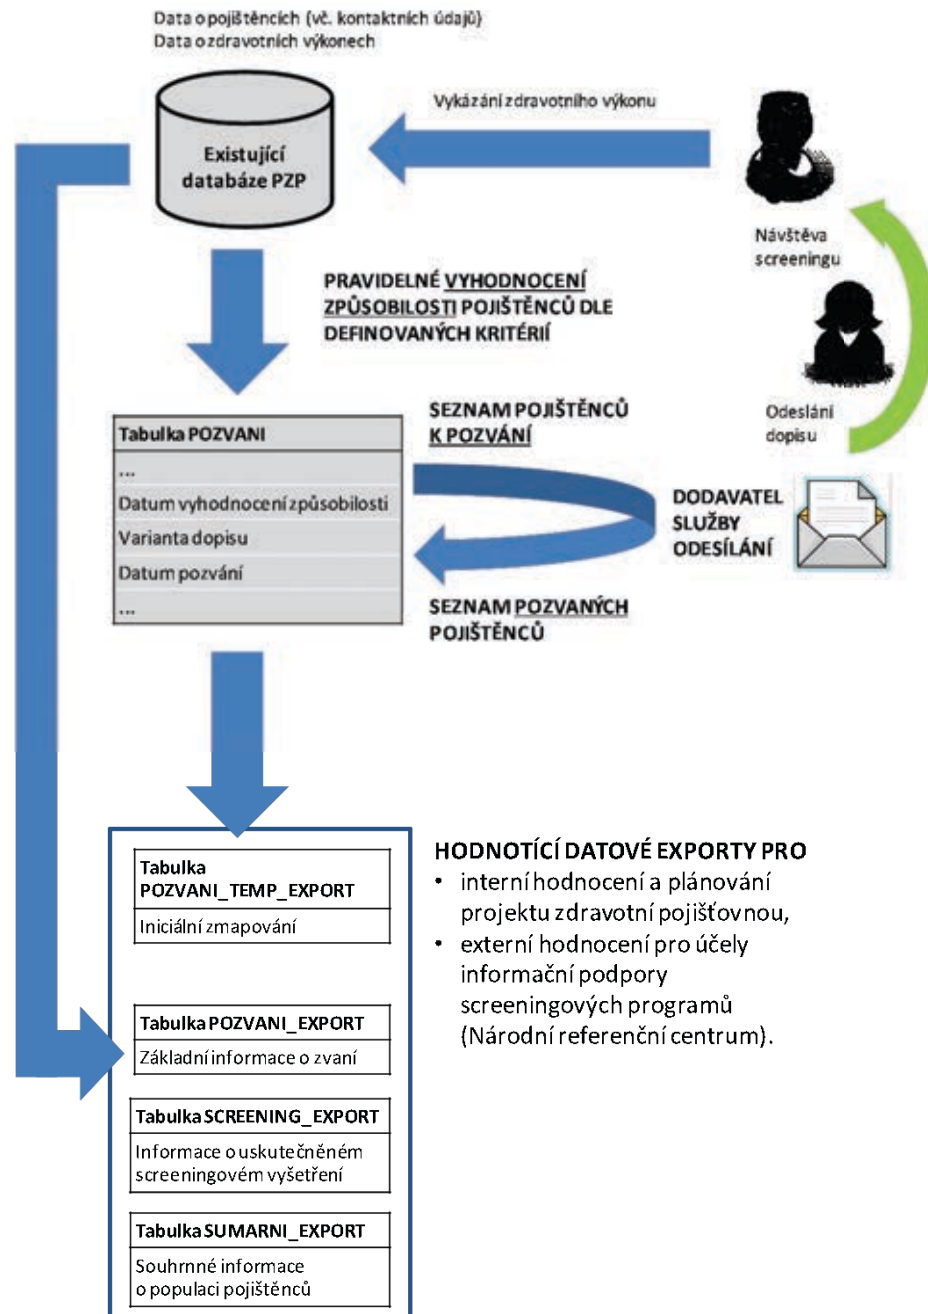 Data o pojištěncích (vč. kontaktních údajů)
Data o zdravotních výkonech
Existující
databáze PZP
Vykázání zdravotního výkonu
Návštěva
screeningu
Odeslání
dopisu
PRAVIDELNÉ VYHODNOCENÍ
ZPŮSOBILOSTI POJIŠTĚNCŮ DLE
DEFINOVANÝCH KRITÉRIÍ
SEZNAM POJIŠTĚNCŮ
K POZVÁNÍ
Tabulka POZVANI
...
Datum vyhodnocení způsobilosti
Varianta dopisu
Datum pozvání
...
DODAVATEL
SLUŽBY
ODESÍLÁNÍ
SEZNAM POZVANÝCH
POJIŠTĚNCŮ
Tabulka
POZVANI_TEMP_EXPORT
Iniciální zmapování
Tabulka POZVANI_EXPORT
Základní informace o zvaní
Tabulka SCREENING_EXPORT
Informace o uskutečněném
screeningovém vyšetření
Tabulka SUMARNI_EXPORT
Souhrnné informace
o populaci pojištěnců
HODNOTÍCÍ DATOVÉ EXPORTY PRO
• interní hodnocení a plánování
projektu zdravotní pojišťovnou,
• externí hodnocení pro účely
informační podpory
screeningových programů
(Národní referenční centrum).